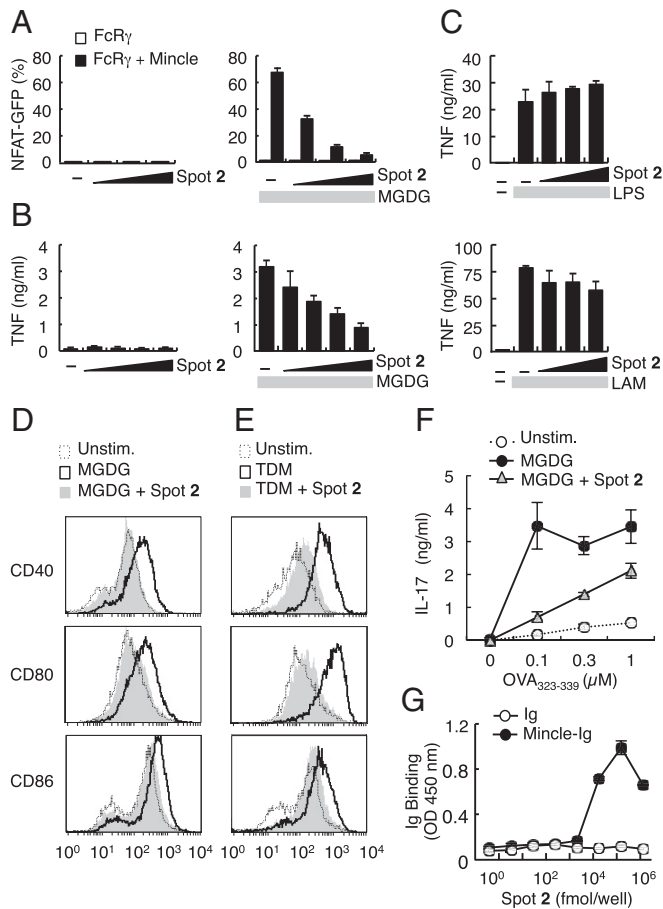 A
FcRγ
FcRγ + Mincle
NFAT-GFP (%)
80
60
40
20
0
–
Spot 2
80
60
40
20
0
–
Spot 2
MGDG
B
TNF (ng/ml)
4
3
2
1
0
–
Spot 2
4
3
2
1
0
–
Spot 2
MGDG
C
TNF (ng/ml)
40
30
20
10
0
– –
Spot 2
–
LPS
TNF (ng/ml)
100
75
50
25
0
– –
Spot 2
–
LAM
D
Unstim.
MGDG
MGDG + Spot 2
E
Unstim.
TDM
TDM + Spot 2
CD40
CD80
CD86
10⁰ 10¹ 10² 10³ 10⁴
10⁰ 10¹ 10² 10³ 10⁴
F
Unstim.
MGDG
MGDG + Spot 2
IL-17 (ng/ml)
5
4
3
2
1
0
0 0.1 0.3 1
OVA₃₂₃₋₃₃₉ (µM)
G
Ig
Mincle-Ig
Ig Binding
(OD 450 nm)
1.2
0.8
0.4
0
10⁰ 10² 10⁴ 10⁶
Spot 2 (fmol/well)